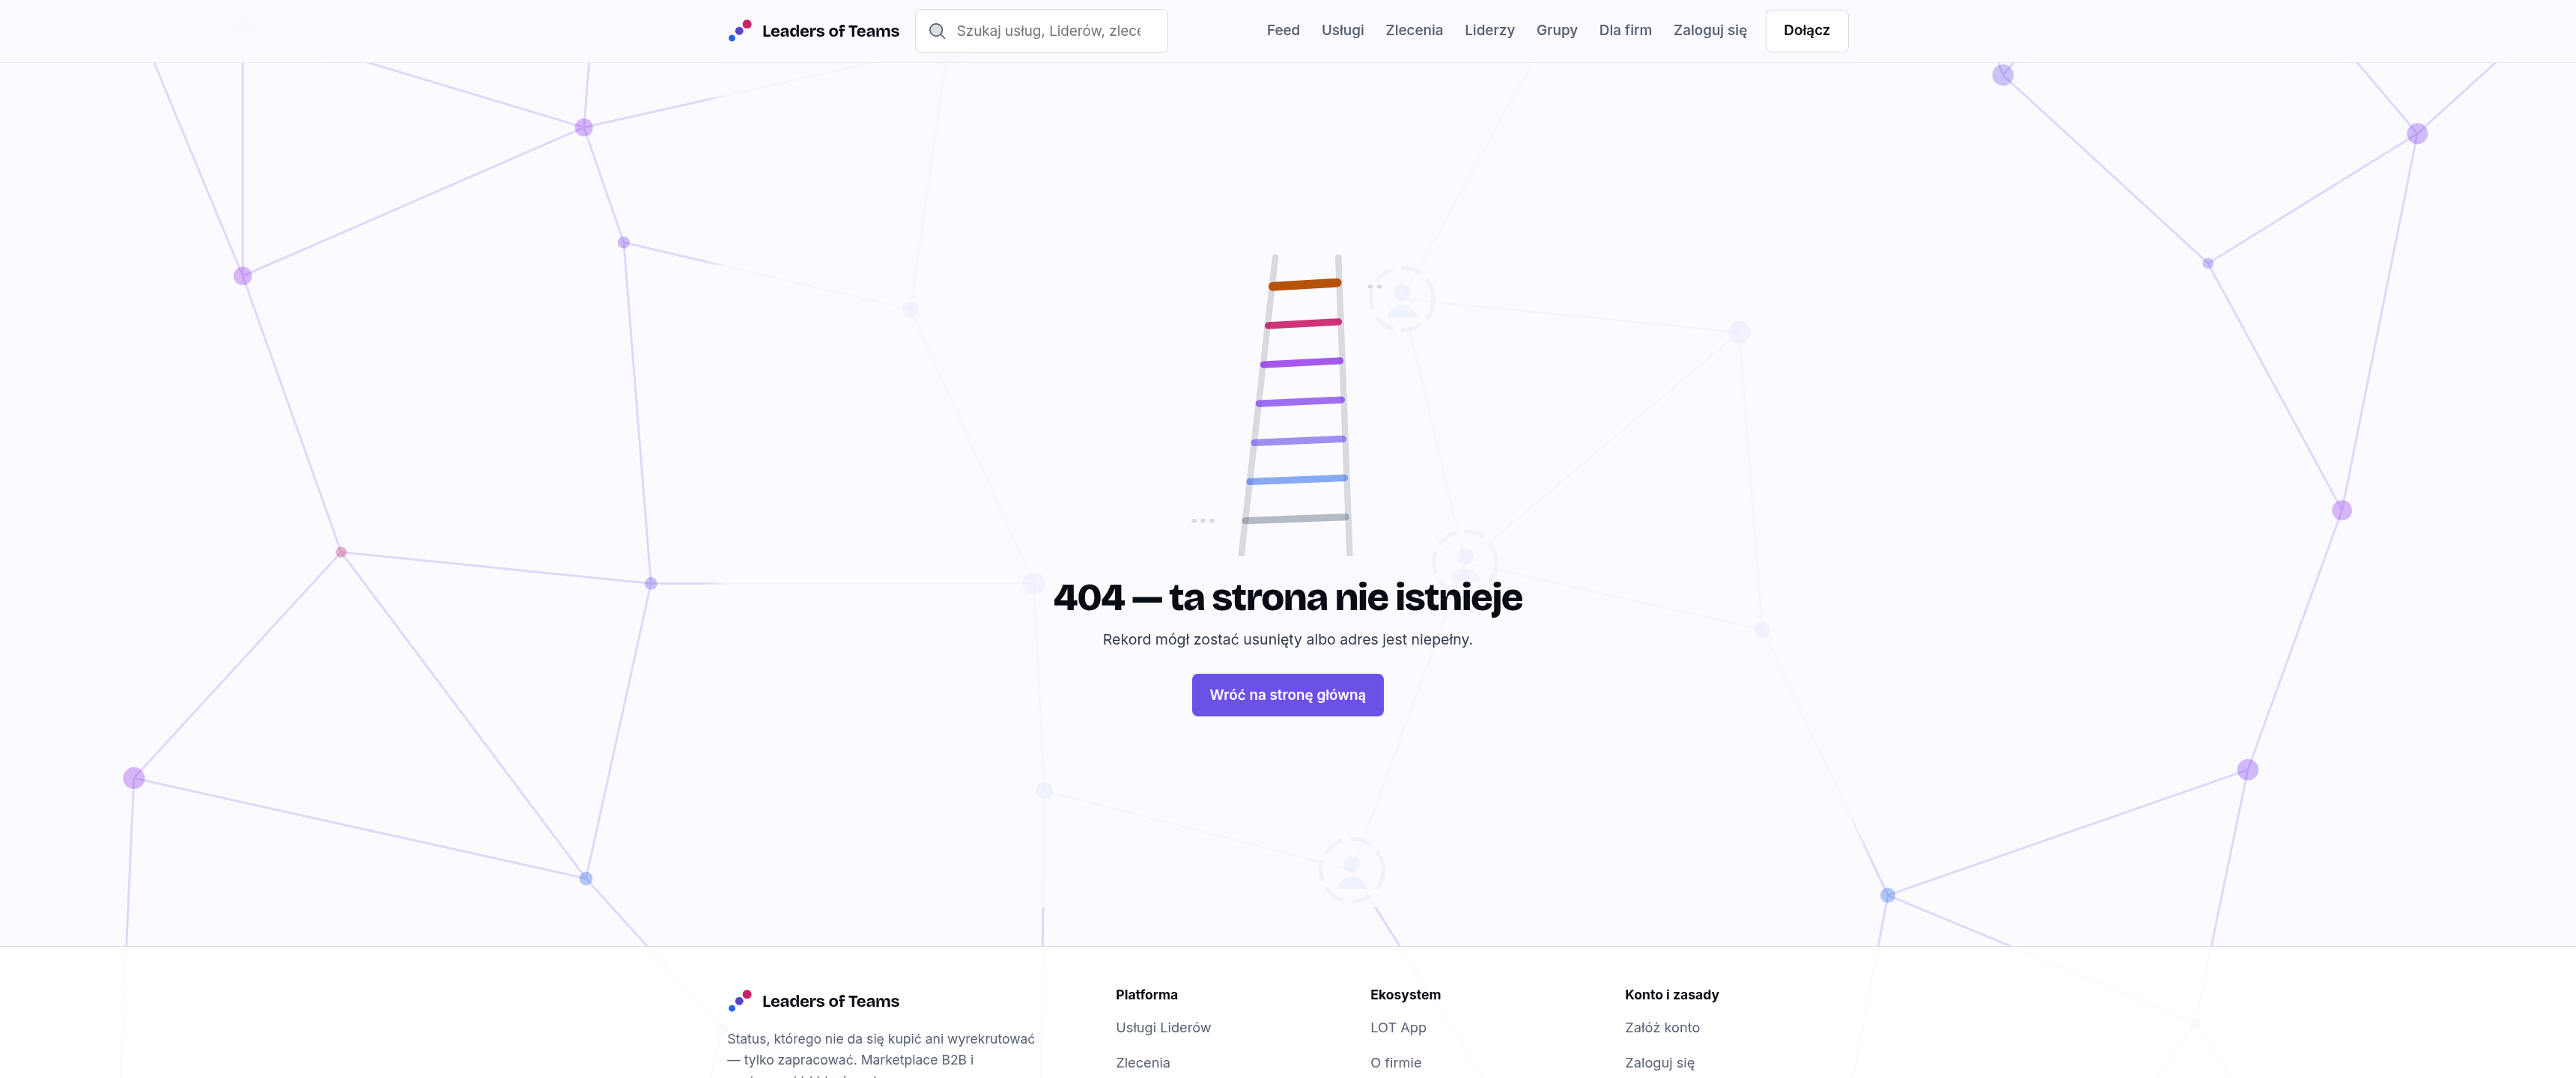 Leaders of Teams
Szukaj usług, Liderów, zlece
Feed
Usługi
Zlecenia
Liderzy
Grupy
Dla firm
Zaloguj się
Dołącz
404 — ta strona nie istnieje
Rekord mógł zostać usunięty albo adres jest niepełny.
Wróć na stronę główną
Leaders of Teams
Status, którego nie da się kupić ani wyrekrutować
— tylko zapracować. Marketplace B2B i
Platforma
Usługi Liderów
Zlecenia
Ekosystem
LOT App
O firmie
Konto i zasady
Załóż konto
Zaloguj się